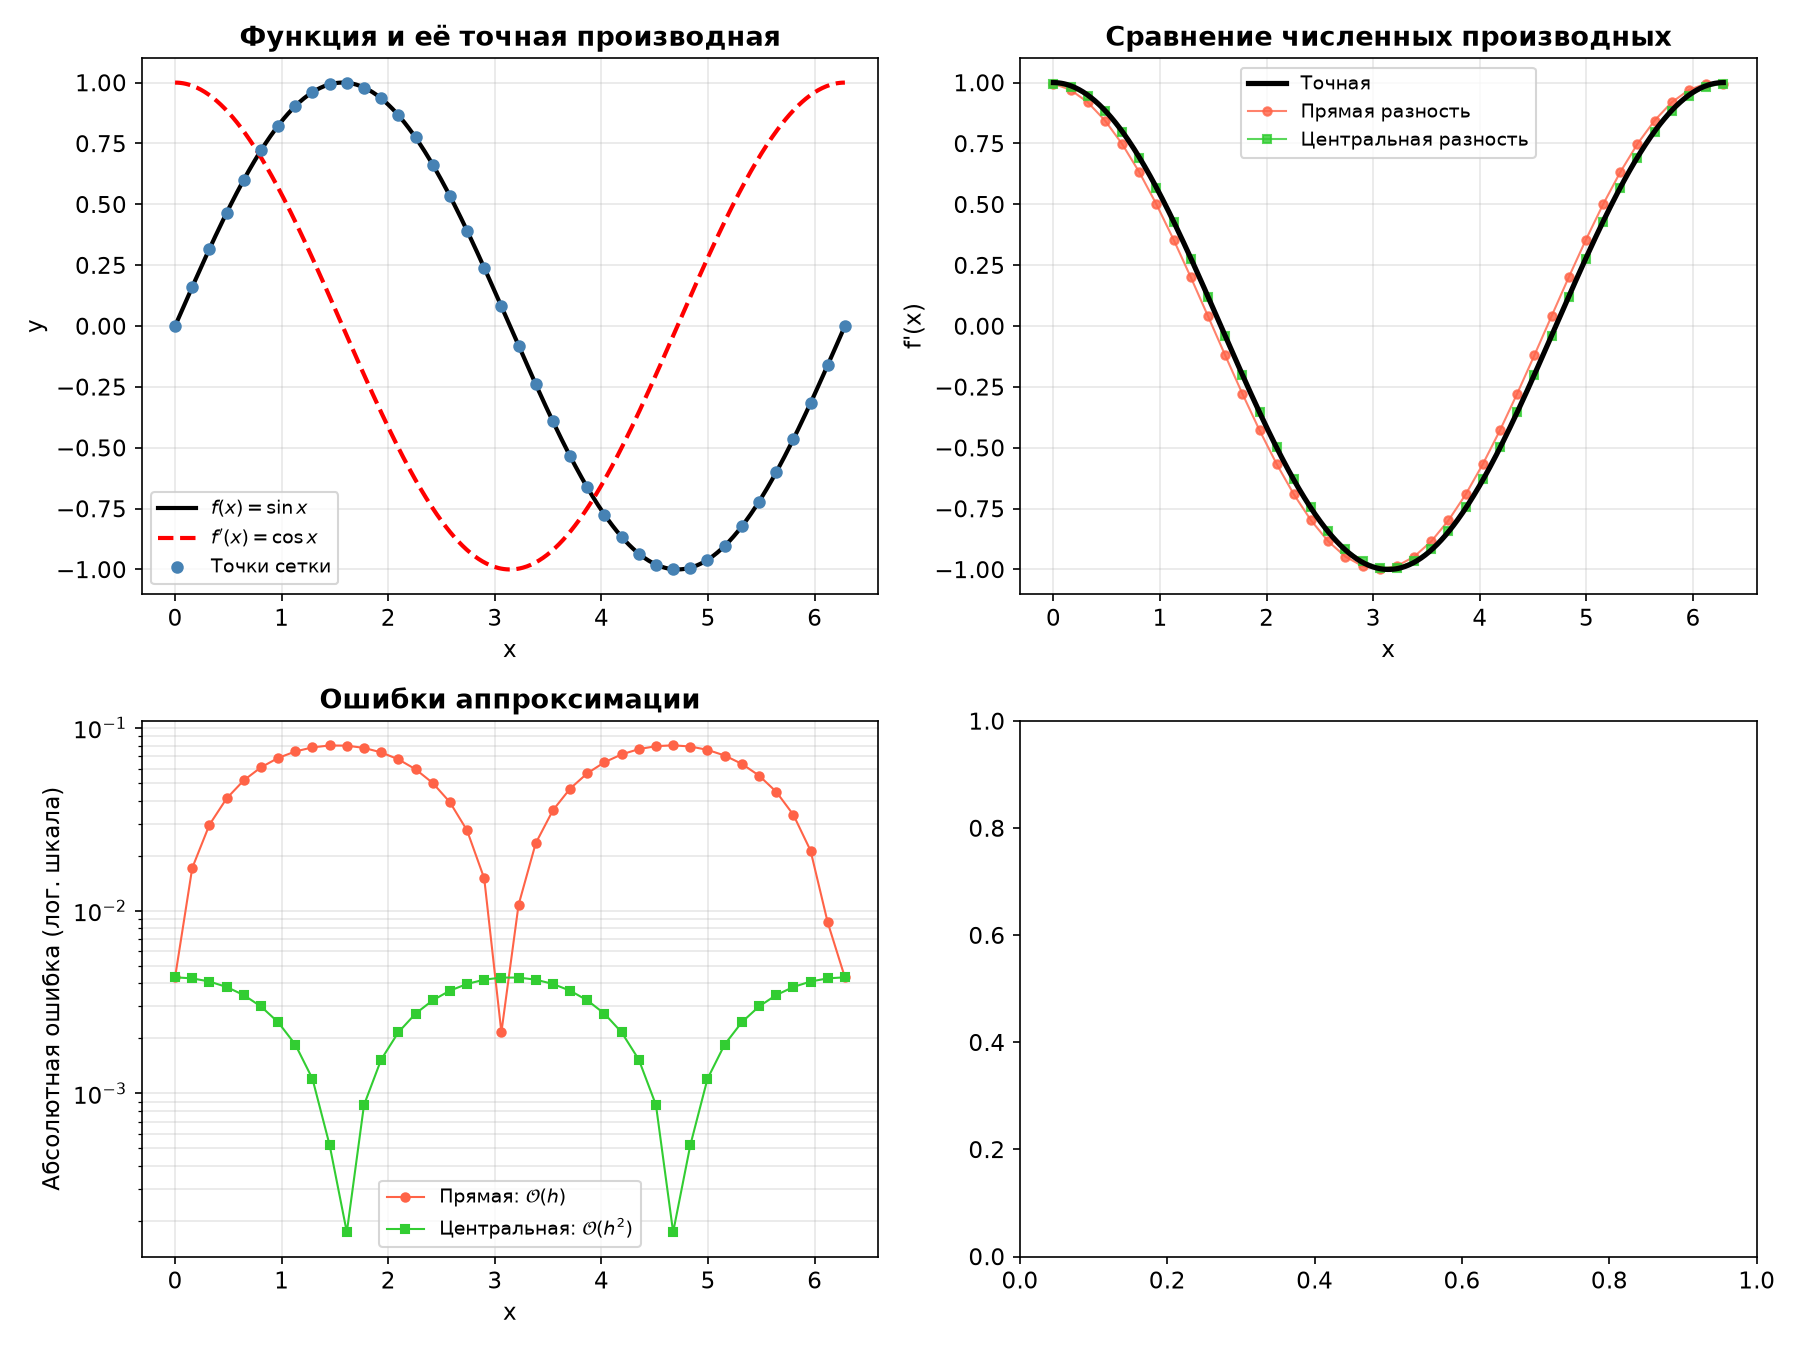 Функция и её точная производная
1.00
0.75
0.50
0.25
0.00
−0.25
−0.50
−0.75
−1.00
y
f(x) = sin x
f′(x) = cos x
Точки сетки
0 1 2 3 4 5 6
x
Сравнение численных производных
1.00
0.75
0.50
0.25
0.00
−0.25
−0.50
−0.75
−1.00
f'(x)
Точная
Прямая разность
Центральная разность
0 1 2 3 4 5 6
x
Ошибки аппроксимации
10⁻¹
10⁻²
10⁻³
Абсолютная ошибка (лог. шкала)
Прямая: 𝒪(h)
Центральная: 𝒪(h²)
0 1 2 3 4 5 6
x
1.0
0.8
0.6
0.4
0.2
0.0
0.0 0.2 0.4 0.6 0.8 1.0